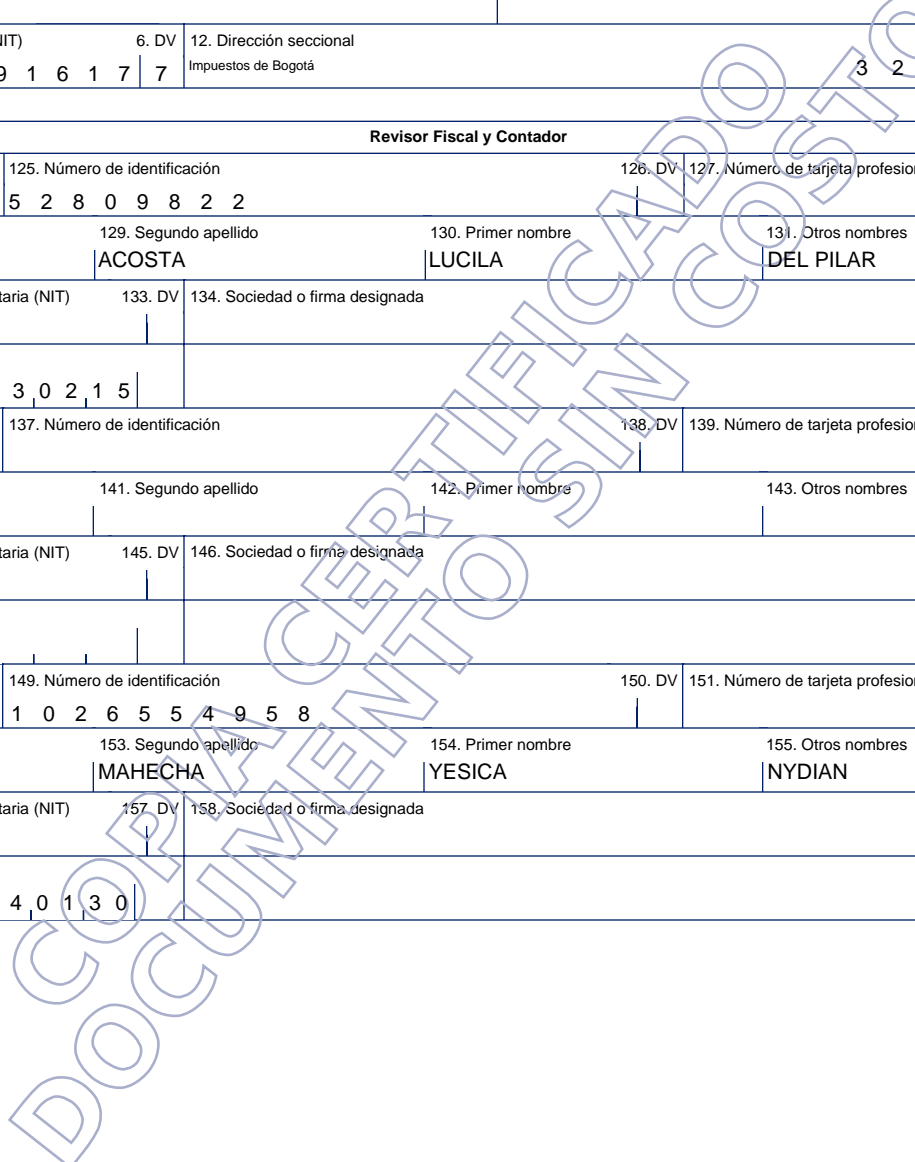 NIT) 6. DV 12. Dirección seccional
9 1 6 1 7 7 Impuestos de Bogotá 3 2
Revisor Fiscal y Contador
125. Número de identificación 126. DV 127. Número de tarjeta profesion
5 2 8 0 9 8 2 2
129. Segundo apellido 130. Primer nombre 131. Otros nombres
ACOSTA LUCILA DEL PILAR
taria (NIT) 133. DV 134. Sociedad o firma designada
3 0 2 1 5
137. Número de identificación 138. DV 139. Número de tarjeta profesion
141. Segundo apellido 142. Primer nombre 143. Otros nombres
taria (NIT) 145. DV 146. Sociedad o firma designada
149. Número de identificación 150. DV 151. Número de tarjeta profesion
1 0 2 6 5 5 4 9 5 8
153. Segundo apellido 154. Primer nombre 155. Otros nombres
MAHECHA YESICA NYDIAN
taria (NIT) 157. DV 158. Sociedad o firma designada
4 0 1 3 0
COPIA CERTIFICADO
DOCUMENTO SIN COSTO